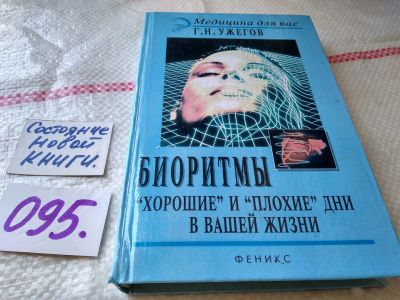 Медицина для вас
Г.Н. УЖЕГОВ
БИОРИТМЫ
"ХОРОШИЕ" И "ПЛОХИЕ" ДНИ
В ВАШЕЙ ЖИЗНИ
ФЕНИКС
Состояние
новой
книги.
095.